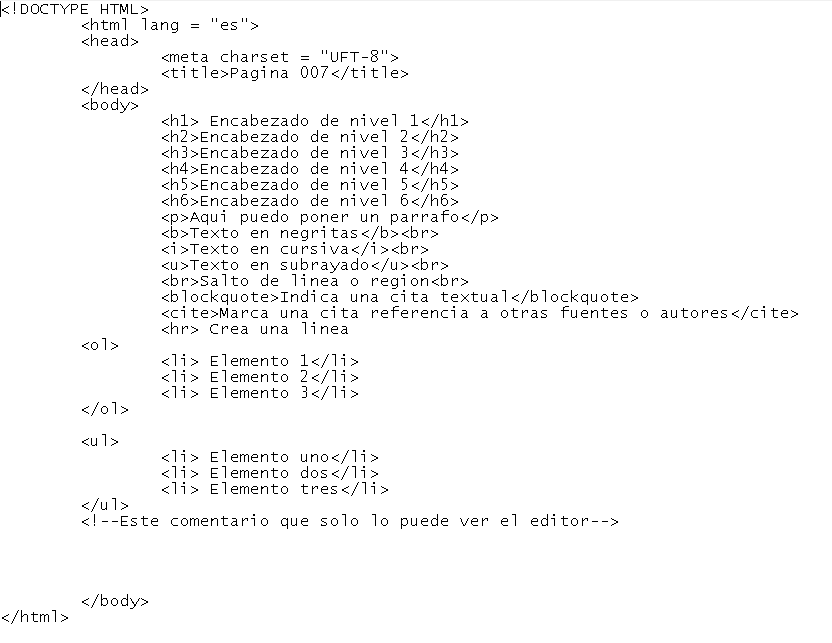 <!DOCTYPE HTML>
<html lang = "es">
<head>
<meta charset = "UFT-8">
<title>Pagina 007</title>
</head>
<body>
<h1> Encabezado de nivel 1</h1>
<h2>Encabezado de nivel 2</h2>
<h3>Encabezado de nivel 3</h3>
<h4>Encabezado de nivel 4</h4>
<h5>Encabezado de nivel 5</h5>
<h6>Encabezado de nivel 6</h6>
<p>Aqui puedo poner un parrafo</p>
<b>Texto en negritas</b><br>
<i>Texto en cursiva</i><br>
<u>Texto en subrayado</u><br>
<br>Salto de linea o region<br>
<blockquote>Indica una cita textual</blockquote>
<cite>Marca una cita referencia a otras fuentes o autores</cite>
<hr> Crea una linea
<ol>
<li> Elemento 1</li>
<li> Elemento 2</li>
<li> Elemento 3</li>
</ol>
<ul>
<li> Elemento uno</li>
<li> Elemento dos</li>
<li> Elemento tres</li>
</ul>
<!--Este comentario que solo lo puede ver el editor-->
</body>
</html>